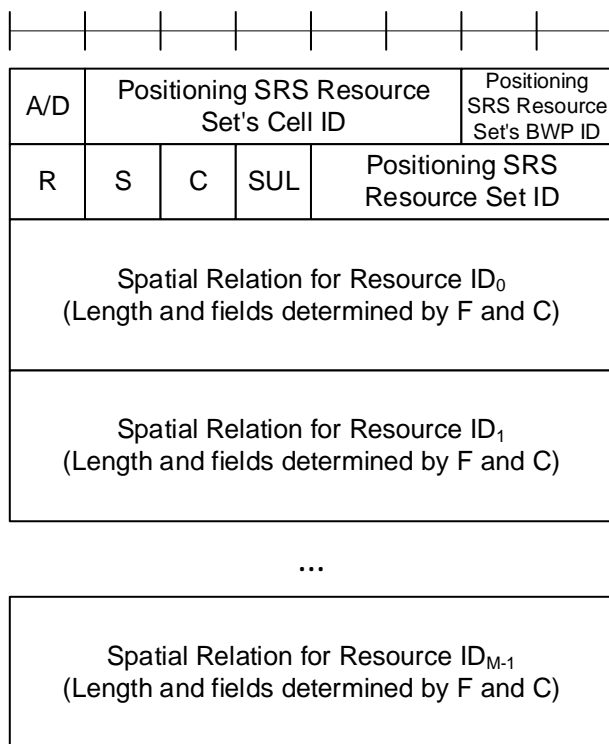 A/D
Positioning SRS Resource
Set's Cell ID
Positioning
SRS Resource
Set's BWP ID
R
S
C
SUL
Positioning SRS
Resource Set ID
Spatial Relation for Resource ID₀
(Length and fields determined by F and C)
Spatial Relation for Resource ID₁
(Length and fields determined by F and C)
...
Spatial Relation for Resource ID_M-1
(Length and fields determined by F and C)